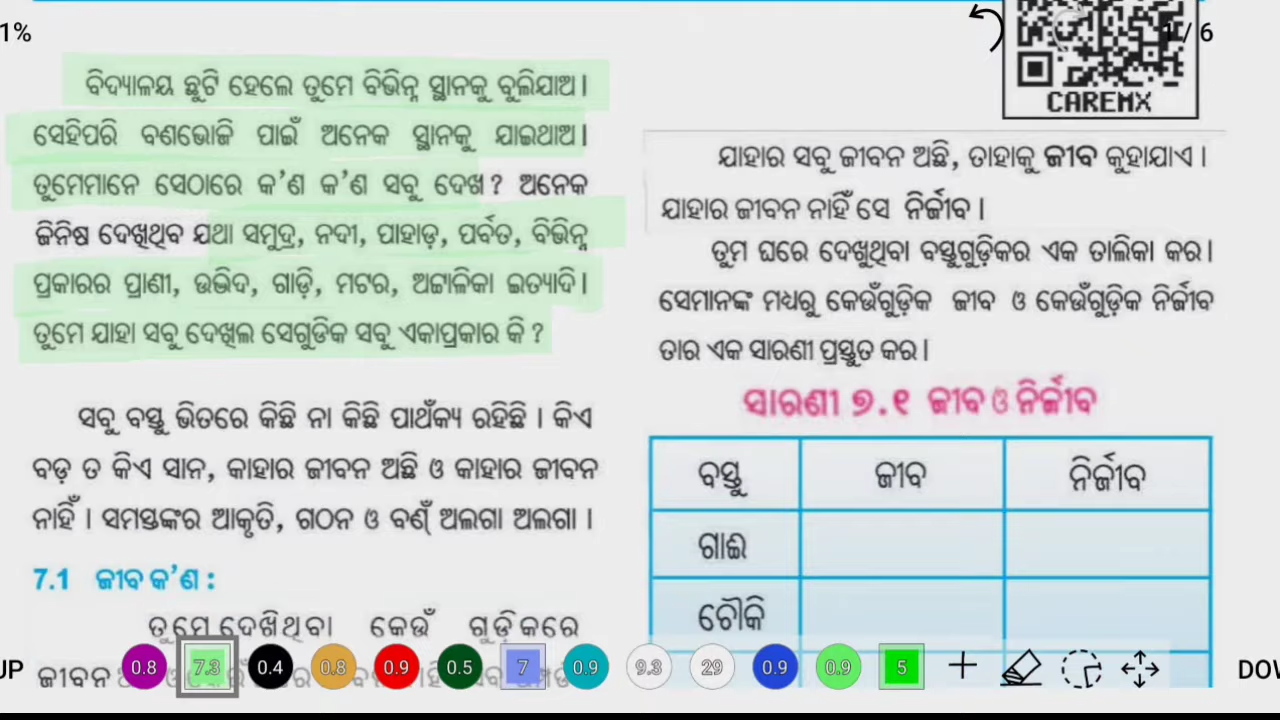 1%
1 / 6
CAREMX
ବିଦ୍ୟାଳୟ ଛୁଟି ହେଲେ ତୁମେ ବିଭିନ୍ନ ସ୍ଥାନକୁ ବୁଲିଯାଅ।
ସେହିପରି ବଣଭୋଜି ପାଇଁ ଅନେକ ସ୍ଥାନକୁ ଯାଇଥାଅ।
ତୁମେମାନେ ସେଠାରେ କ'ଣ କ'ଣ ସବୁ ଦେଖ? ଅନେକ
ଜିନିଷ ଦେଖିଥିବ ଯଥା ସମୁଦ୍ର, ନଦୀ, ପାହାଡ଼, ପର୍ବତ, ବିଭିନ୍ନ
ପ୍ରକାରର ପ୍ରାଣୀ, ଉଦ୍ଭିଦ, ଗାଡ଼ି, ମଟର, ଅଟ୍ଟାଳିକା ଇତ୍ୟାଦି।
ତୁମେ ଯାହା ସବୁ ଦେଖିଲ ସେଗୁଡିକ ସବୁ ଏକାପ୍ରକାର କି?
ସବୁ ବସ୍ତୁ ଭିତରେ କିଛି ନା କିଛି ପାର୍ଥକ୍ୟ ରହିଛି। କିଏ
ବଡ଼ ତ କିଏ ସାନ, କାହାର ଜୀବନ ଅଛି ଓ କାହାର ଜୀବନ
ନାହିଁ। ସମସ୍ତଙ୍କର ଆକୃତି, ଗଠନ ଓ ବର୍ଣ୍ଣ ଅଲଗା ଅଲଗା।
7.1 ଜୀବ କ'ଣ :
ତୁମେ ଦେଖିଥିବା କେଉଁ ଗୁଡ଼ିକରେ
ଜୀବନ
ଯାହାର ସବୁ ଜୀବନ ଅଛି, ତାହାକୁ ଜୀବ କୁହାଯାଏ।
ଯାହାର ଜୀବନ ନାହିଁ ସେ ନିର୍ଜୀବ।
ତୁମ ଘରେ ଦେଖୁଥିବା ବସ୍ତୁଗୁଡ଼ିକର ଏକ ତାଲିକା କର।
ସେମାନଙ୍କ ମଧ୍ୟରୁ କେଉଁଗୁଡ଼ିକ ଜୀବ ଓ କେଉଁଗୁଡ଼ିକ ନିର୍ଜୀବ
ତାର ଏକ ସାରଣୀ ପ୍ରସ୍ତୁତ କର।
ସାରଣୀ ୭.୧ ଜୀବ ଓ ନିର୍ଜୀବ
ବସ୍ତୁ ଜୀବ ନିର୍ଜୀବ
ଗାଈ
ଚୌକି
UP 0.8 7.3 0.4 0.8 0.9 0.5 7 0.9 9.3 29 0.9 0.9 5